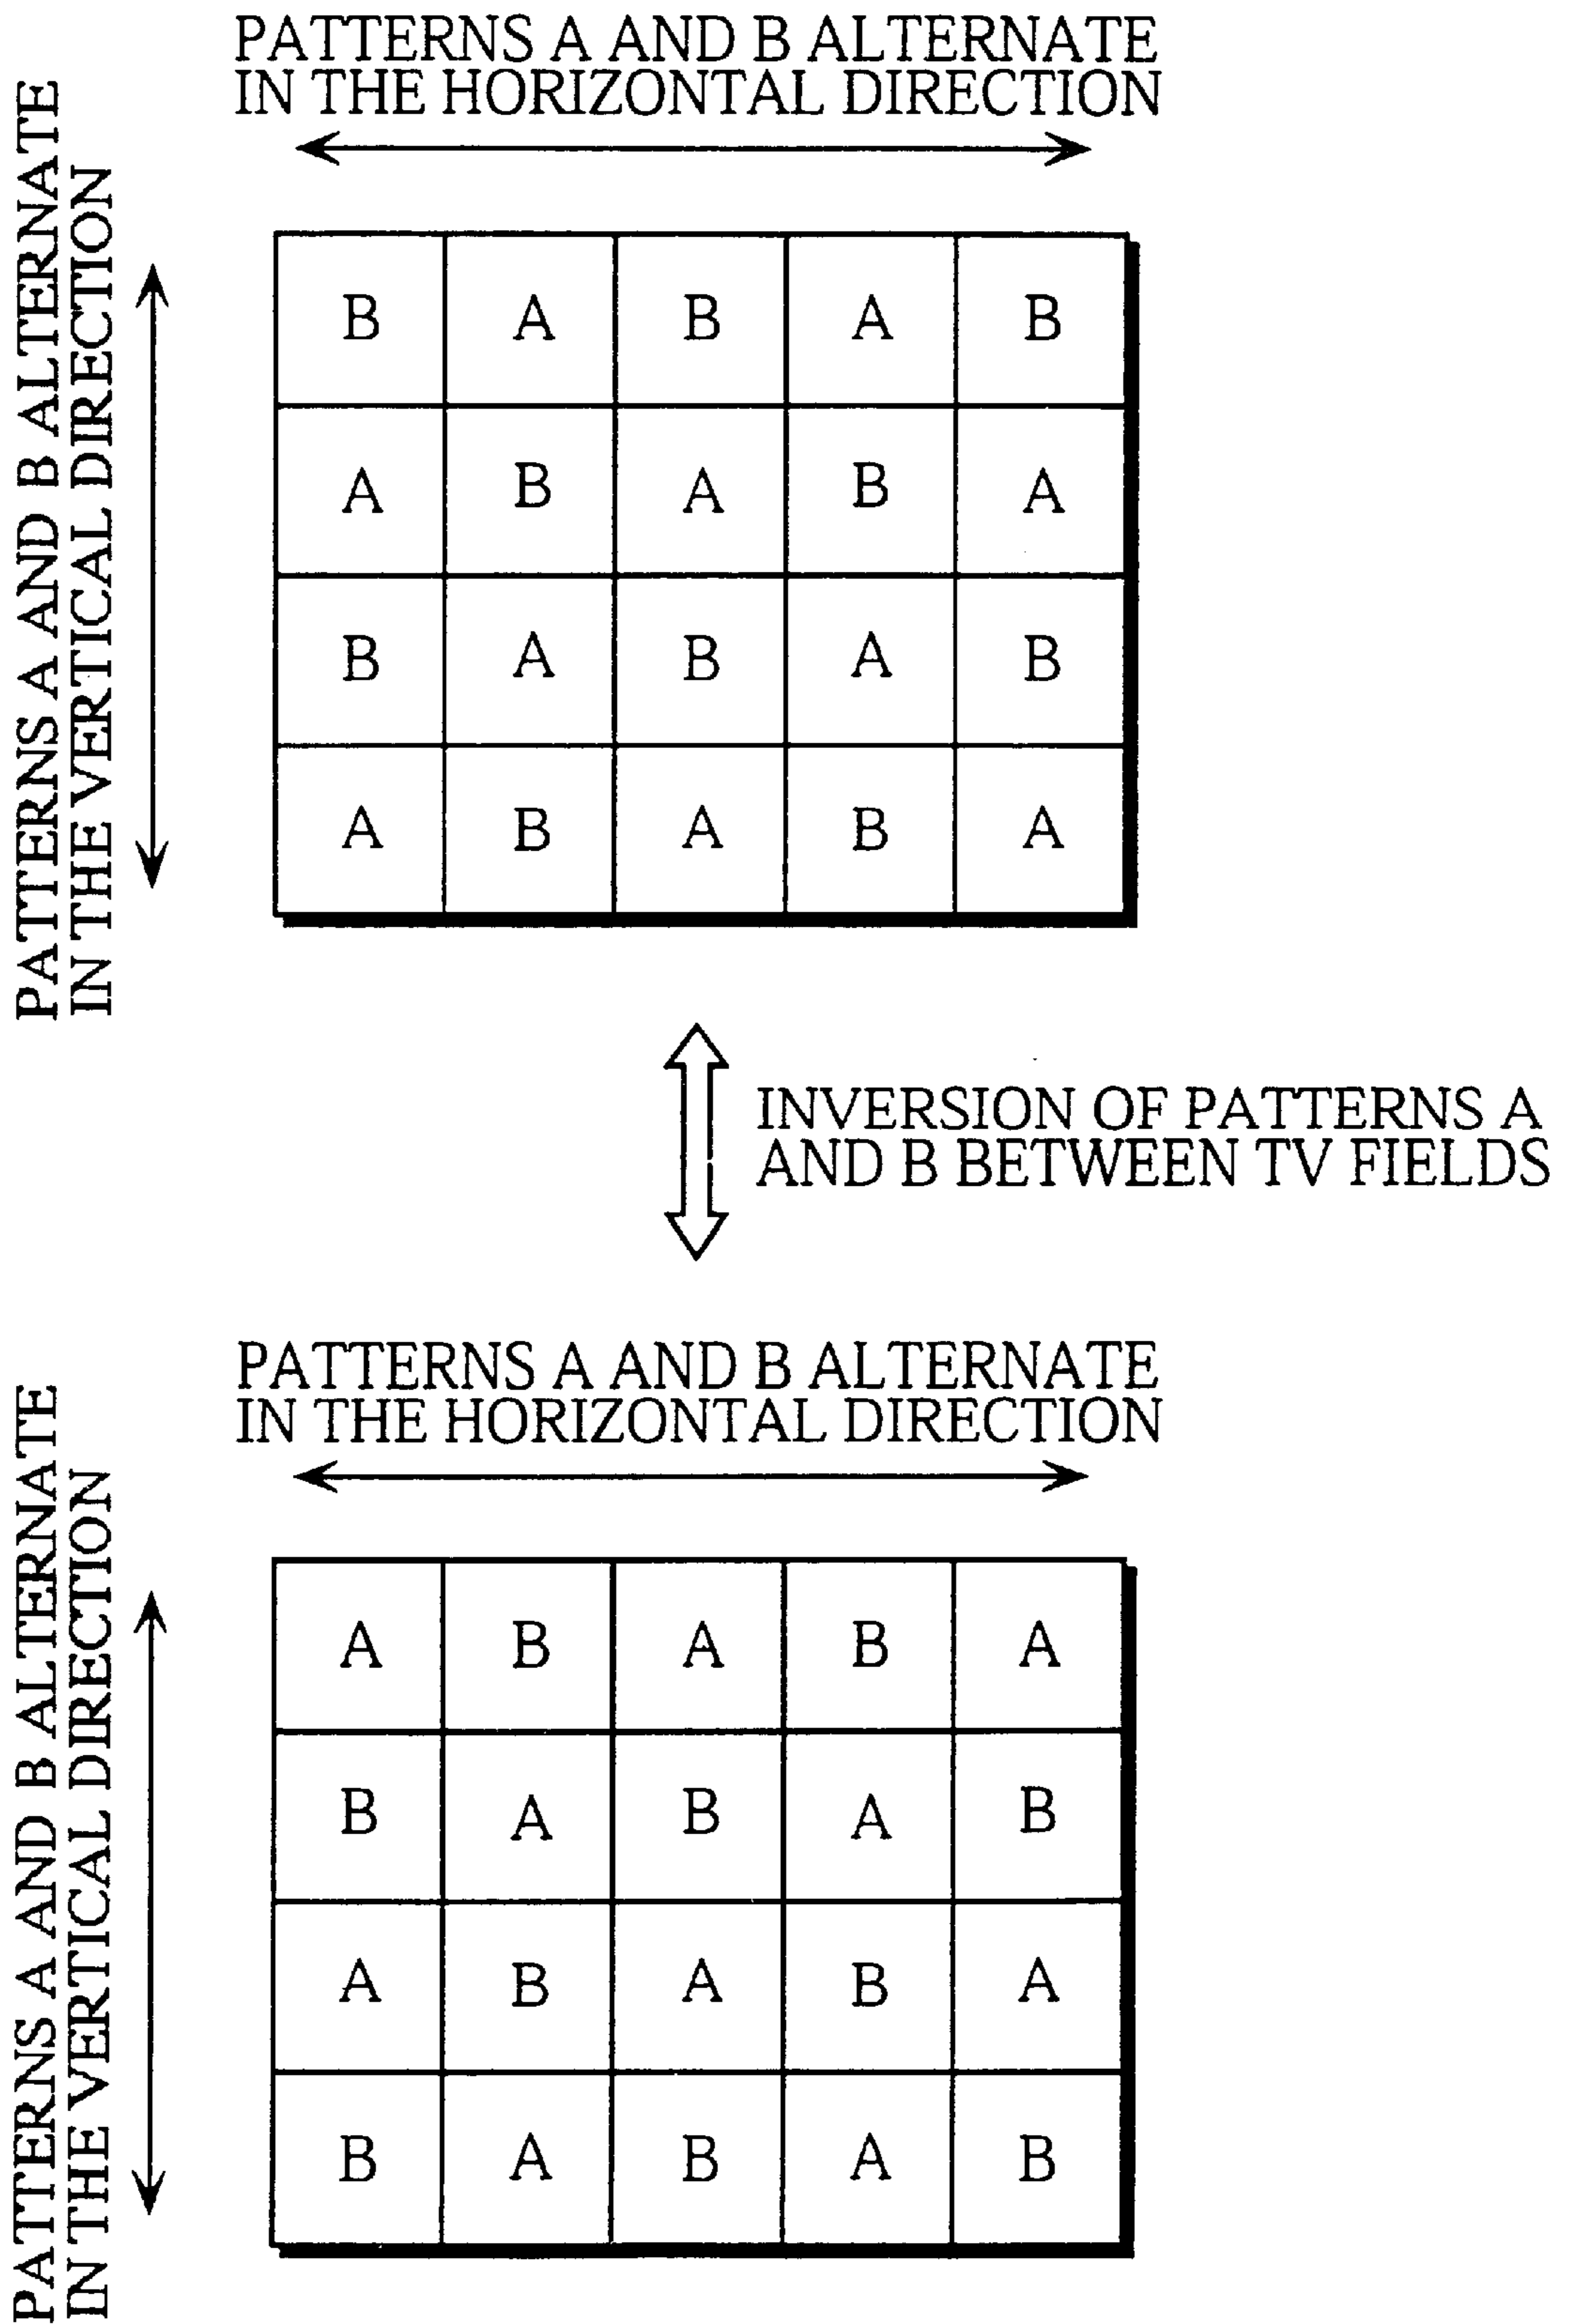 PATTERNS A AND B ALTERNATE
IN THE HORIZONTAL DIRECTION
PATTERNS A AND B ALTERNATE
IN THE VERTICAL DIRECTION
B A B A B
A B A B A
B A B A B
A B A B A
INVERSION OF PATTERNS A
AND B BETWEEN TV FIELDS
PATTERNS A AND B ALTERNATE
IN THE HORIZONTAL DIRECTION
PATTERNS A AND B ALTERNATE
IN THE VERTICAL DIRECTION
A B A B A
B A B A B
A B A B A
B A B A B